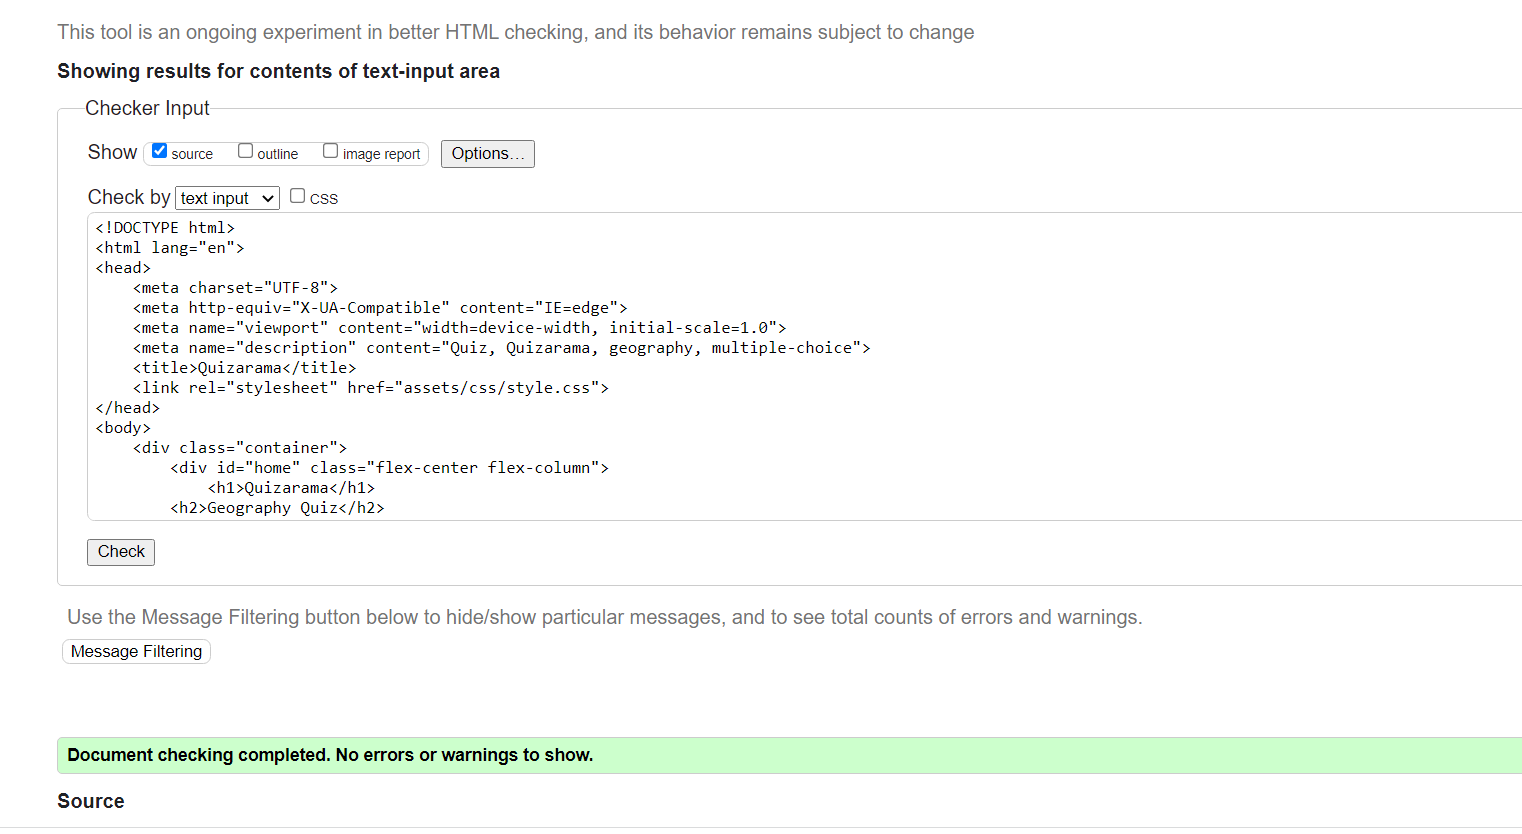 This tool is an ongoing experiment in better HTML checking, and its behavior remains subject to change
Showing results for contents of text-input area
Checker Input
Show source outline image report Options...
Check by text input CSS
<!DOCTYPE html>
<html lang="en">
<head>
    <meta charset="UTF-8">
    <meta http-equiv="X-UA-Compatible" content="IE=edge">
    <meta name="viewport" content="width=device-width, initial-scale=1.0">
    <meta name="description" content="Quiz, Quizarama, geography, multiple-choice">
    <title>Quizarama</title>
    <link rel="stylesheet" href="assets/css/style.css">
</head>
<body>
    <div class="container">
        <div id="home" class="flex-center flex-column">
            <h1>Quizarama</h1>
        <h2>Geography Quiz</h2>
Check
Use the Message Filtering button below to hide/show particular messages, and to see total counts of errors and warnings.
Message Filtering
Document checking completed. No errors or warnings to show.
Source